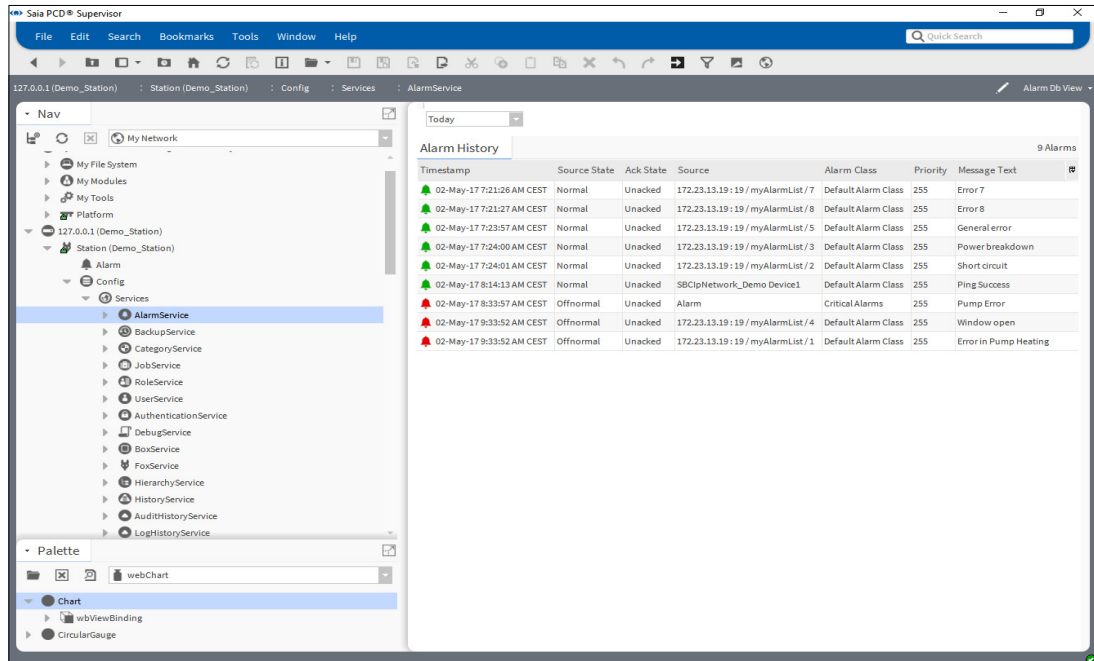 Saia PCD® Supervisor
File Edit Search Bookmarks Tools Window Help
Quick Search
127.0.0.1 (Demo_Station) : Station (Demo_Station) : Config : Services : AlarmService
Alarm Db View
Nav
My Network
My File System
My Modules
My Tools
Platform
127.0.0.1 (Demo_Station)
Station (Demo_Station)
Alarm
Config
Services
AlarmService
BackupService
CategoryService
JobService
RoleService
UserService
AuthenticationService
DebugService
BoxService
FoxService
HierarchyService
HistoryService
AuditHistoryService
LogHistoryService
Palette
webChart
Chart
wbViewBinding
CircularGauge
Today
Alarm History 9 Alarms
Timestamp Source State Ack State Source Alarm Class Priority Message Text
02-May-17 7:21:26 AM CEST Normal Unacked 172.23.13.19 : 19 / myAlarmList / 7 Default Alarm Class 255 Error 7
02-May-17 7:21:27 AM CEST Normal Unacked 172.23.13.19 : 19 / myAlarmList / 8 Default Alarm Class 255 Error 8
02-May-17 7:23:57 AM CEST Normal Unacked 172.23.13.19 : 19 / myAlarmList / 5 Default Alarm Class 255 General error
02-May-17 7:24:00 AM CEST Normal Unacked 172.23.13.19 : 19 / myAlarmList / 3 Default Alarm Class 255 Power breakdown
02-May-17 7:24:01 AM CEST Normal Unacked 172.23.13.19 : 19 / myAlarmList / 2 Default Alarm Class 255 Short circuit
02-May-17 8:14:13 AM CEST Normal Unacked SBCIpNetwork_Demo Device1 Default Alarm Class 255 Ping Success
02-May-17 8:33:57 AM CEST Offnormal Unacked Alarm Critical Alarms 255 Pump Error
02-May-17 9:33:52 AM CEST Offnormal Unacked 172.23.13.19 : 19 / myAlarmList / 4 Default Alarm Class 255 Window open
02-May-17 9:33:52 AM CEST Offnormal Unacked 172.23.13.19 : 19 / myAlarmList / 1 Default Alarm Class 255 Error in Pump Heating